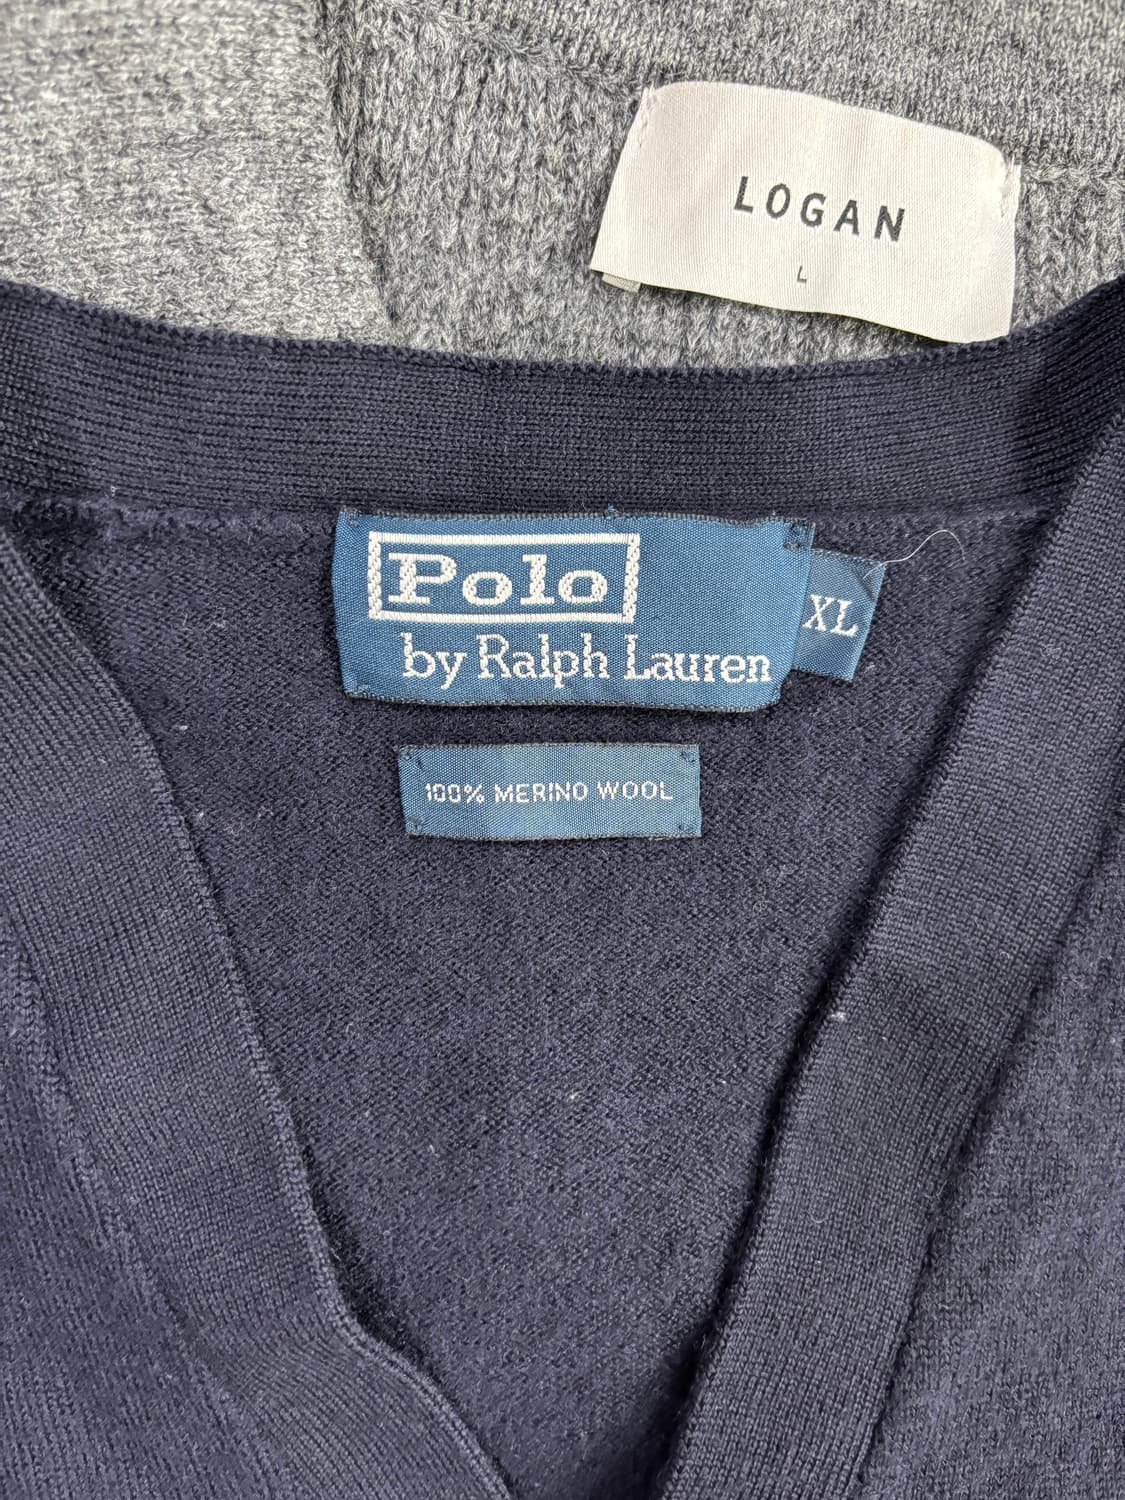 LOGAN
L
Polo
by Ralph Lauren
XL
100% MERINO WOOL